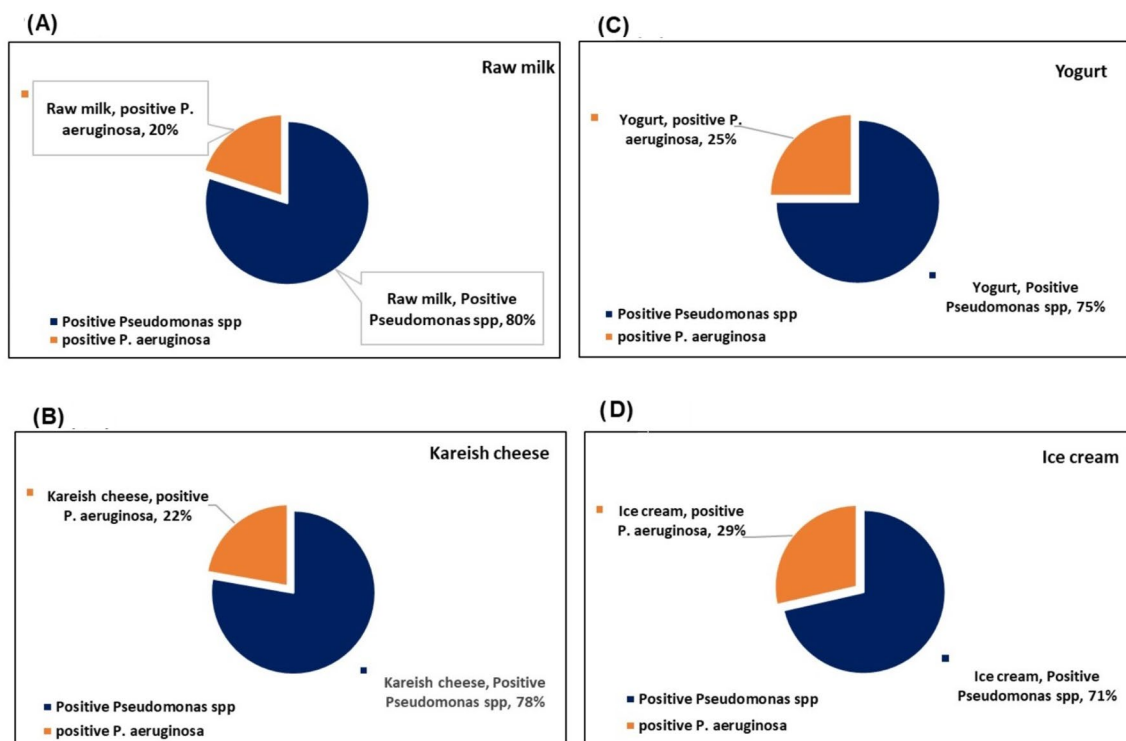 (A)
Raw milk
Raw milk, positive P.
aeruginosa, 20%
Raw milk, Positive
Pseudomonas spp, 80%
Positive Pseudomonas spp
positive P. aeruginosa
(C)
Yogurt
Yogurt, positive P.
aeruginosa, 25%
Yogurt, Positive
Pseudomonas spp, 75%
Positive Pseudomonas spp
positive P. aeruginosa
(B)
Kareish cheese
Kareish cheese, positive
P. aeruginosa, 22%
Kareish cheese, Positive
Pseudomonas spp, 78%
Positive Pseudomonas spp
positive P. aeruginosa
(D)
Ice cream
Ice cream, positive
P. aeruginosa, 29%
Ice cream, Positive
Pseudomonas spp, 71%
Positive Pseudomonas spp
positive P. aeruginosa